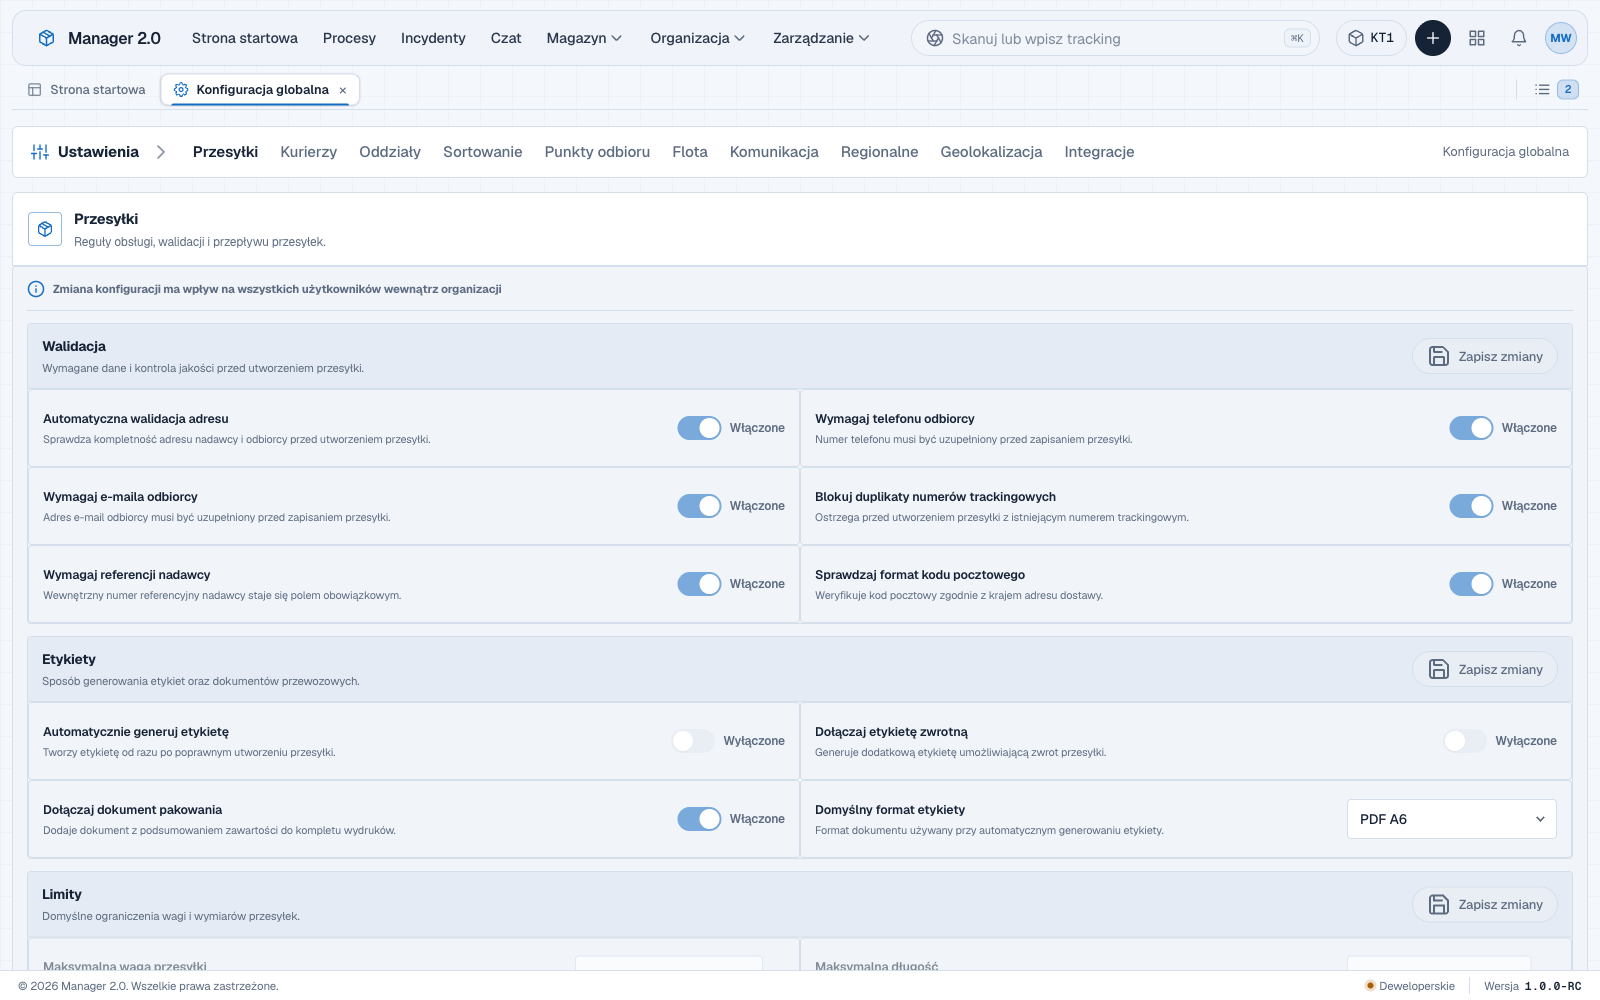 Manager 2.0 Strona startowa Procesy Incydenty Czat Magazyn Organizacja Zarządzanie Skanuj lub wpisz tracking ⌘K KT1 MW
Strona startowa Konfiguracja globalna × 2
Ustawienia Przesyłki Kurierzy Oddziały Sortowanie Punkty odbioru Flota Komunikacja Regionalne Geolokalizacja Integracje Konfiguracja globalna
Przesyłki
Reguły obsługi, walidacji i przepływu przesyłek.
Zmiana konfiguracji ma wpływ na wszystkich użytkowników wewnątrz organizacji
Walidacja
Wymagane dane i kontrola jakości przed utworzeniem przesyłki.
Zapisz zmiany
Automatyczna walidacja adresu
Sprawdza kompletność adresu nadawcy i odbiorcy przed utworzeniem przesyłki.
Włączone
Wymagaj telefonu odbiorcy
Numer telefonu musi być uzupełniony przed zapisaniem przesyłki.
Włączone
Wymagaj e-maila odbiorcy
Adres e-mail odbiorcy musi być uzupełniony przed zapisaniem przesyłki.
Włączone
Blokuj duplikaty numerów trackingowych
Ostrzega przed utworzeniem przesyłki z istniejącym numerem trackingowym.
Włączone
Wymagaj referencji nadawcy
Wewnętrzny numer referencyjny nadawcy staje się polem obowiązkowym.
Włączone
Sprawdzaj format kodu pocztowego
Weryfikuje kod pocztowy zgodnie z krajem adresu dostawy.
Włączone
Etykiety
Sposób generowania etykiet oraz dokumentów przewozowych.
Zapisz zmiany
Automatycznie generuj etykietę
Tworzy etykietę od razu po poprawnym utworzeniu przesyłki.
Wyłączone
Dołączaj etykietę zwrotną
Generuje dodatkową etykietę umożliwiającą zwrot przesyłki.
Wyłączone
Dołączaj dokument pakowania
Dodaje dokument z podsumowaniem zawartości do kompletu wydruków.
Włączone
Domyślny format etykiety
Format dokumentu używany przy automatycznym generowaniu etykiety.
PDF A6
Limity
Domyślne ograniczenia wagi i wymiarów przesyłek.
Zapisz zmiany
Maksymalna waga przesyłki
Maksymalna długość
© 2026 Manager 2.0. Wszelkie prawa zastrzeżone.
Deweloperskie Wersja 1.0.0-RC